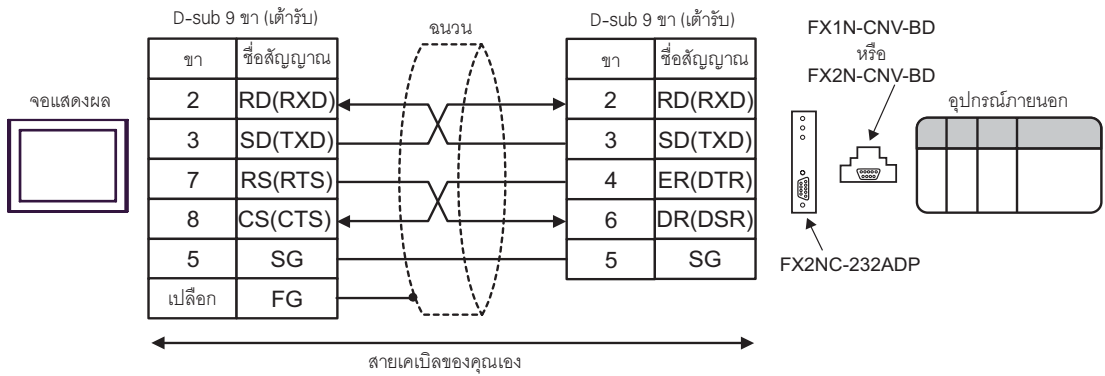 D-sub 9 ขา (เต้ารับ)
ฉนวน
D-sub 9 ขา (เต้ารับ)
FX1N-CNV-BD
หรือ
FX2N-CNV-BD
จอแสดงผล
อุปกรณ์ภายนอก
ขา ชื่อสัญญาณ
2 RD(RXD)
3 SD(TXD)
7 RS(RTS)
8 CS(CTS)
5 SG
เปลือก FG
ขา ชื่อสัญญาณ
2 RD(RXD)
3 SD(TXD)
4 ER(DTR)
6 DR(DSR)
5 SG
FX2NC-232ADP
สายเคเบิลของคุณเอง